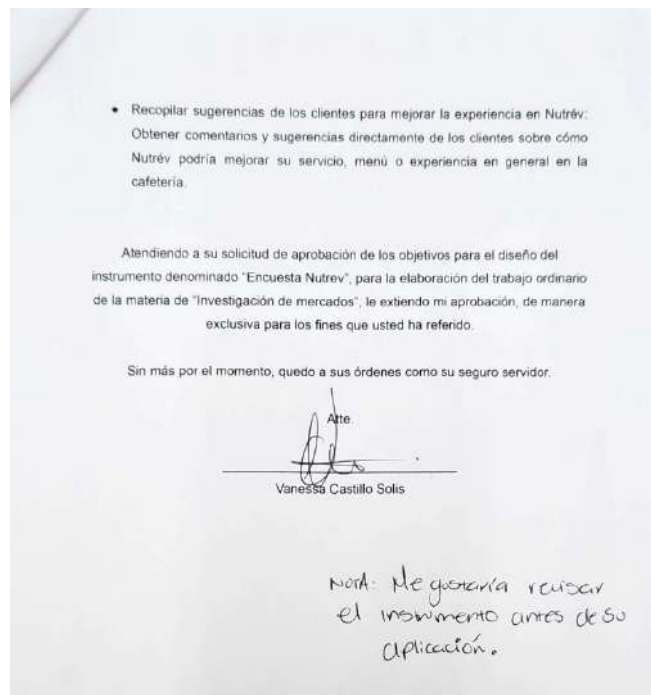 • Recopilar sugerencias de los clientes para mejorar la experiencia en Nutrév:
Obtener comentarios y sugerencias directamente de los clientes sobre cómo
Nutrév podría mejorar su servicio, menú o experiencia en general en la
cafetería.
Atendiendo a su solicitud de aprobación de los objetivos para el diseño del
instrumento denominado "Encuesta Nutrev", para la elaboración del trabajo ordinario
de la materia de "Investigación de mercados", le extiendo mi aprobación, de manera
exclusiva para los fines que usted ha referido.
Sin más por el momento, quedo a sus órdenes como su seguro servidor.
Atte.
Vanessa Castillo Solis
NOTA: Me gustaría revisar
el instrumento antes de su
aplicación.